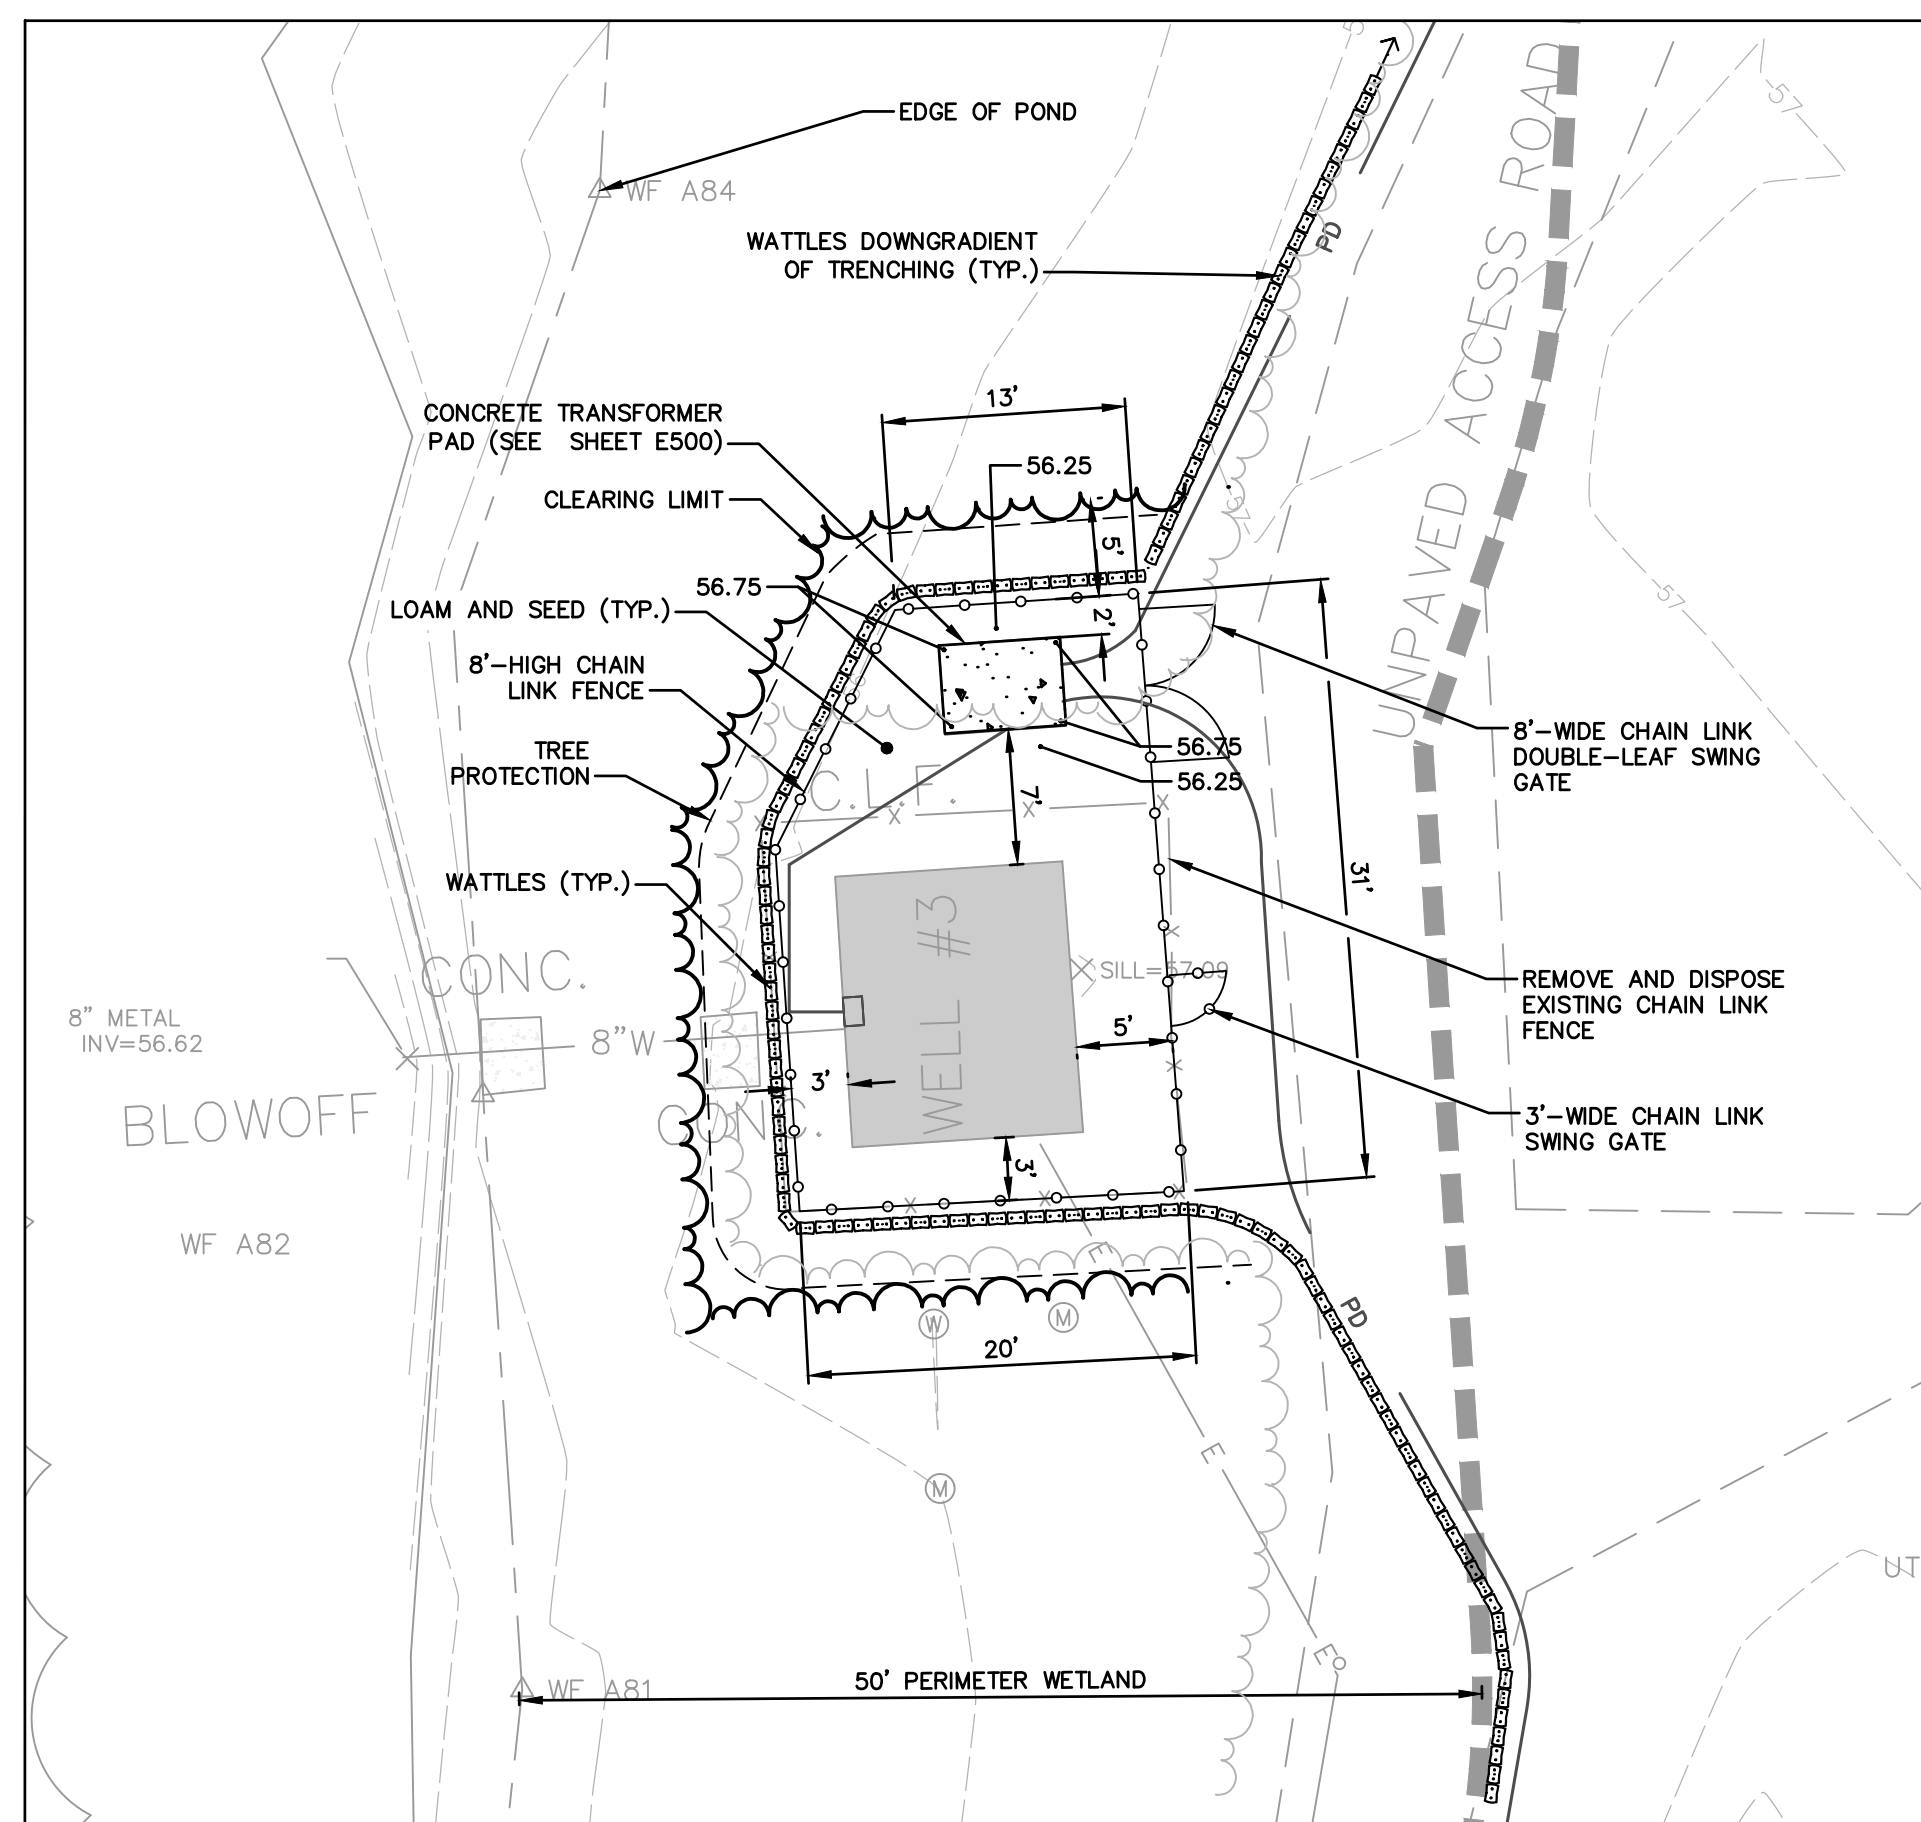 EDGE OF POND
WF A84
WATTLES DOWNGRADIENT
OF TRENCHING (TYP.)
PD
UNPAVED ACCESS ROAD
57
13'
CONCRETE TRANSFORMER
PAD (SEE SHEET E500)
56.25
CLEARING LIMIT
5'
56.75
LOAM AND SEED (TYP.)
2'
57
8'-HIGH CHAIN
LINK FENCE
8'-WIDE CHAIN LINK
DOUBLE-LEAF SWING
GATE
TREE
PROTECTION
56.75
56.25
C.L.F.
7'
31'
WATTLES (TYP.)
WELL #3
SILL=57.09
REMOVE AND DISPOSE
EXISTING CHAIN LINK
FENCE
CONC.
8" METAL
INV=56.62
8"W
5'
3'
BLOWOFF
CONC.
3'-WIDE CHAIN LINK
SWING GATE
3'
WF A82
E
PD
W
M
20'
E
M
UT
E
50' PERIMETER WETLAND
WF A81